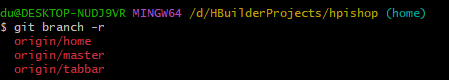 du@DESKTOP-NUDJ9VR MINGW64 /d/HBuilderProjects/hpishop (home)
$ git branch -r
origin/home
origin/master
origin/tabbar